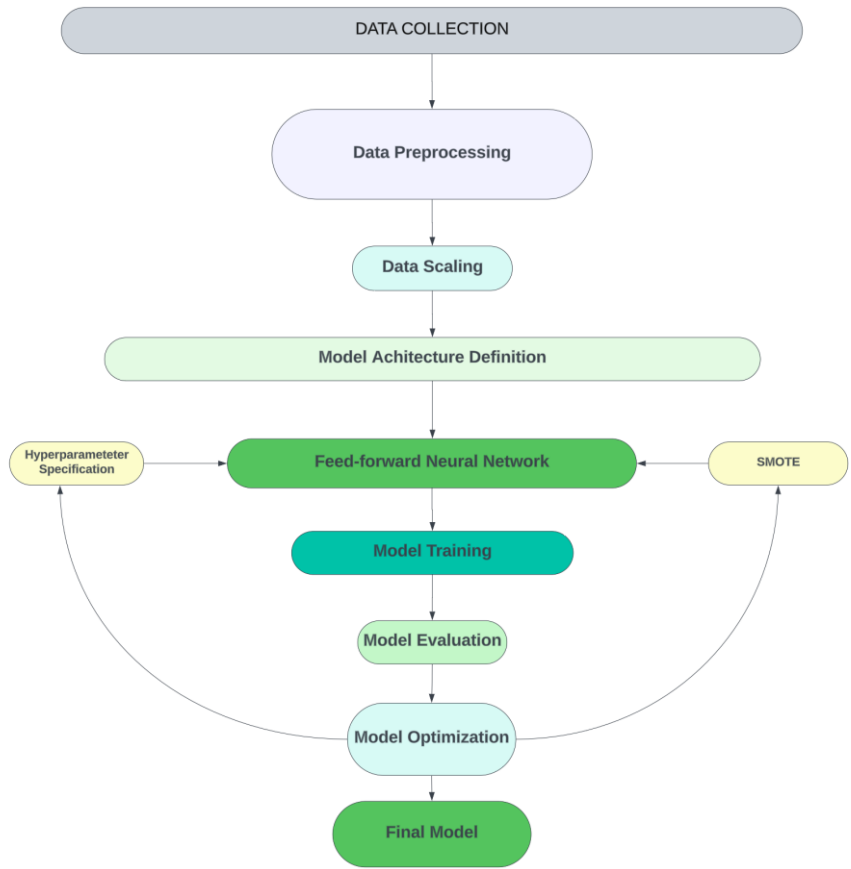 DATA COLLECTION
Data Preprocessing
Data Scaling
Model Achitecture Definition
Hyperparameteter
Specification
Feed-forward Neural Network
SMOTE
Model Training
Model Evaluation
Model Optimization
Final Model